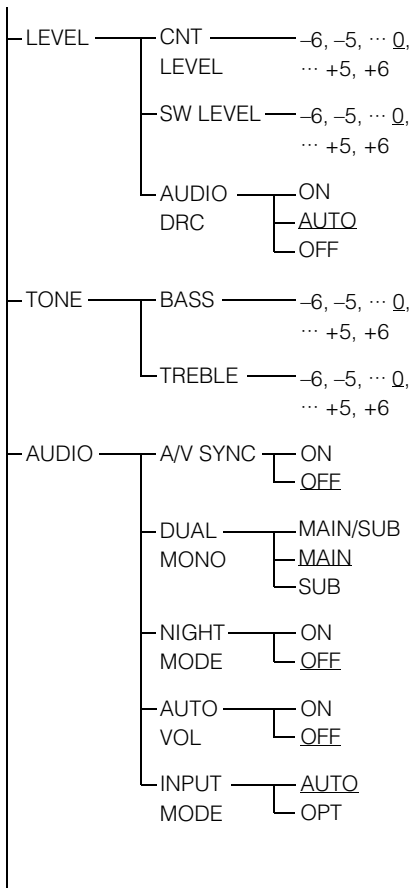 LEVEL CNT –6, –5, ··· 0,
LEVEL ··· +5, +6
SW LEVEL –6, –5, ··· 0,
··· +5, +6
AUDIO ON
DRC AUTO
OFF
TONE BASS –6, –5, ··· 0,
··· +5, +6
TREBLE –6, –5, ··· 0,
··· +5, +6
AUDIO A/V SYNC ON
OFF
DUAL MAIN/SUB
MONO MAIN
SUB
NIGHT ON
MODE OFF
AUTO ON
VOL OFF
INPUT AUTO
MODE OPT